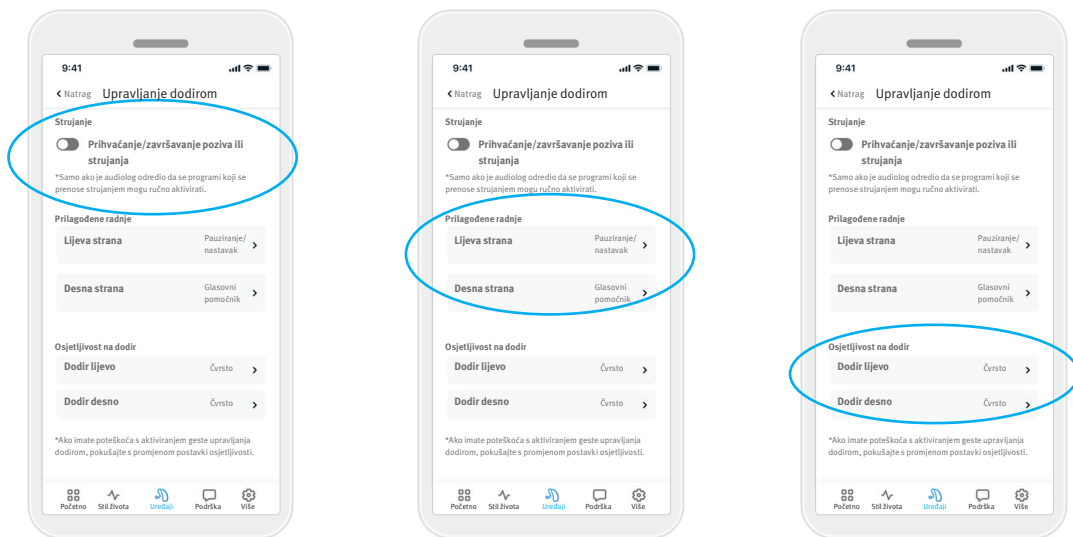 9:41
Natrag Upravljanje dodirom
Strujanje
Prihvaćanje/završavanje poziva ili
strujanja
*Samo ako je audiolog odredio da se programi koji se
prenose strujanjem mogu ručno aktivirati.
Prilagođene radnje
Lijeva strana Pauziranje/
nastavak
Desna strana Glasovni
pomoćnik
Osjetljivost na dodir
Dodir lijevo Čvrsto
Dodir desno Čvrsto
*Ako imate poteškoća s aktiviranjem geste upravljanja
dodirom, pokušajte s promjenom postavki osjetljivosti.
Početno Stil života Uređaji Podrška Više
9:41
Natrag Upravljanje dodirom
Strujanje
Prihvaćanje/završavanje poziva ili
strujanja
*Samo ako je audiolog odredio da se programi koji se
prenose strujanjem mogu ručno aktivirati.
Prilagođene radnje
Lijeva strana Pauziranje/
nastavak
Desna strana Glasovni
pomoćnik
Osjetljivost na dodir
Dodir lijevo Čvrsto
Dodir desno Čvrsto
*Ako imate poteškoća s aktiviranjem geste upravljanja
dodirom, pokušajte s promjenom postavki osjetljivosti.
Početno Stil života Uređaji Podrška Više
9:41
Natrag Upravljanje dodirom
Strujanje
Prihvaćanje/završavanje poziva ili
strujanja
*Samo ako je audiolog odredio da se programi koji se
prenose strujanjem mogu ručno aktivirati.
Prilagođene radnje
Lijeva strana Pauziranje/
nastavak
Desna strana Glasovni
pomoćnik
Osjetljivost na dodir
Dodir lijevo Čvrsto
Dodir desno Čvrsto
*Ako imate poteškoća s aktiviranjem geste upravljanja
dodirom, pokušajte s promjenom postavki osjetljivosti.
Početno Stil života Uređaji Podrška Više